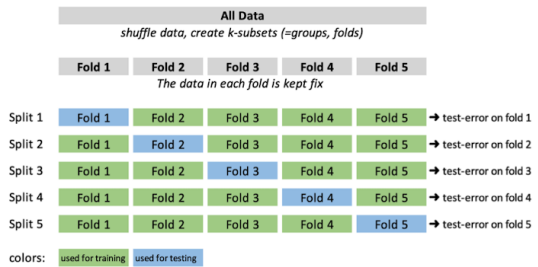 All Data
shuffle data, create k-subsets (=groups, folds)
Fold 1 Fold 2 Fold 3 Fold 4 Fold 5
The data in each fold is kept fix
Split 1 Fold 1 Fold 2 Fold 3 Fold 4 Fold 5 → test-error on fold 1
Split 2 Fold 1 Fold 2 Fold 3 Fold 4 Fold 5 → test-error on fold 2
Split 3 Fold 1 Fold 2 Fold 3 Fold 4 Fold 5 → test-error on fold 3
Split 4 Fold 1 Fold 2 Fold 3 Fold 4 Fold 5 → test-error on fold 4
Split 5 Fold 1 Fold 2 Fold 3 Fold 4 Fold 5 → test-error on fold 5
colors: used for training used for testing